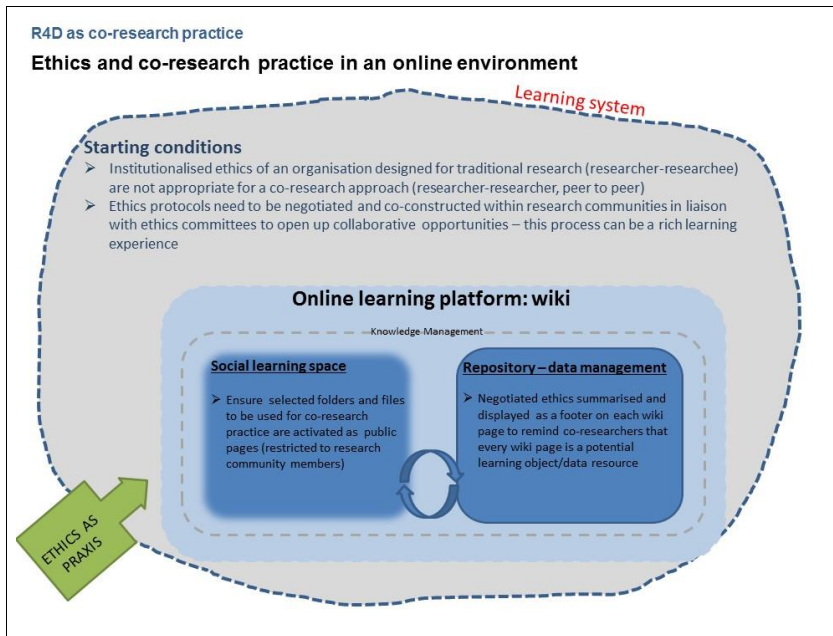 R4D as co-research practice
Ethics and co-research practice in an online environment
Learning system
Starting conditions
➢ Institutionalised ethics of an organisation designed for traditional research (researcher-researchee)
are not appropriate for a co-research approach (researcher-researcher, peer to peer)
➢ Ethics protocols need to be negotiated and co-constructed within research communities in liaison
with ethics committees to open up collaborative opportunities – this process can be a rich learning
experience
Online learning platform: wiki
Knowledge Management
Social learning space
➢ Ensure selected folders and files
to be used for co-research
practice are activated as public
pages (restricted to research
community members)
Repository – data management
➢ Negotiated ethics summarised and
displayed as a footer on each wiki
page to remind co-researchers that
every wiki page is a potential
learning object/data resource
ETHICS AS
PRAXIS